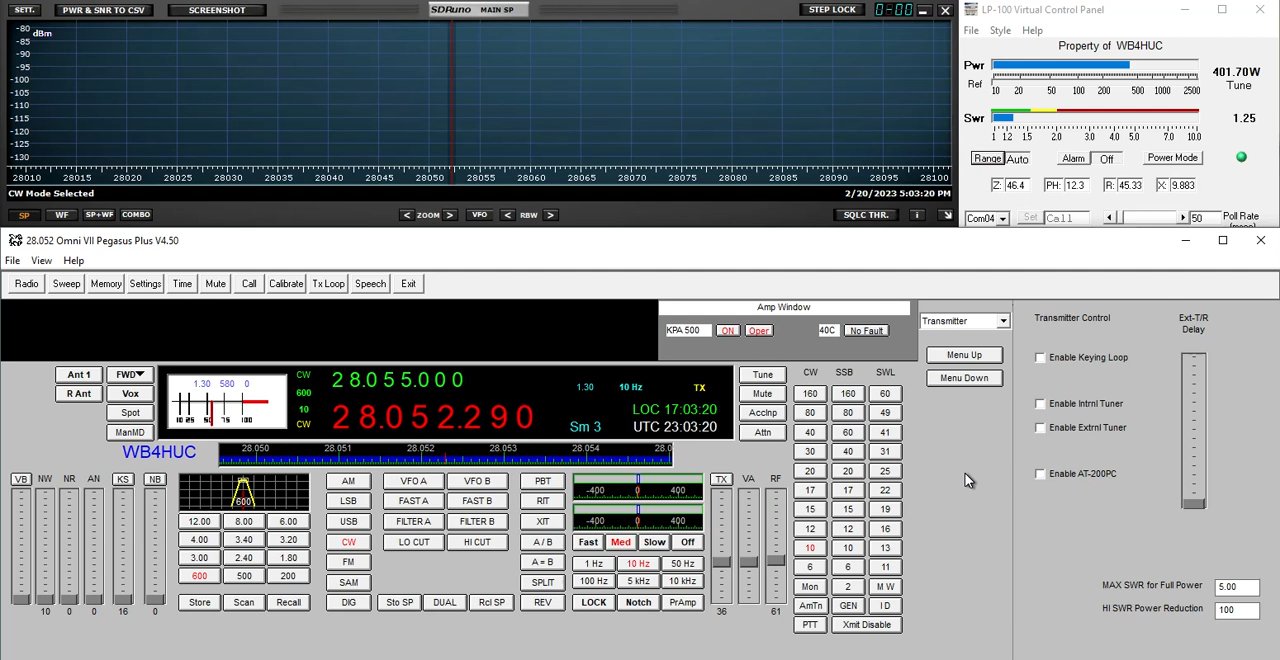 SETT. PWR & SNR TO CSV SCREENSHOT SDRuno MAIN SP STEP LOCK 0-00
dBm
-80
-85
-90
-95
-100
-105
-110
-115
-120
-125
-130
28010 28015 28020 28025 28030 28035 28040 28045 28050 28055 28060 28065 28070 28075 28080 28085 28090 28095 28100
CW Mode Selected 2/20/2023 5:03:20 PM
SP WF SP+WF COMBO < ZOOM > VFO < RBW > SQLC THR. i
LP-100 Virtual Control Panel
File Style Help
Property of WB4HUC
Pwr
Ref 10 20 50 100 200 500 1000 2500
401.70W
Tune
Swr 1.25
1 1.2 1.5 2.0 3.0 4.0 5.0 7.0 10.0
Range Auto Alarm Off Power Mode
Z: 46.4 PH: 12.3 R: 45.33 X: 9.883
Com04 Set Call 50 Poll Rate
28.052 Omni VII Pegasus Plus V4.50
File View Help
Radio Sweep Memory Settings Time Mute Call Calibrate Tx Loop Speech Exit
Amp Window
KPA 500 ON Oper 40C No Fault
Transmitter
Menu Up
Menu Down
Ant 1 FWD
R Ant Vox
Spot
ManMD
1.30 580 0
10 25 50 75 100
CW
600
10
CW
28.055.000
28.052.290
1.30 10 Hz TX
LOC 17:03:20
Sm 3 UTC 23:03:20
Tune
Mute
AccInp
Attn
WB4HUC
28.050 28.051 28.052 28.053 28.054 28.0
VB NW NR AN KS NB
10 0 0 16 0
600
12.00 8.00 6.00
4.00 3.40 3.20
3.00 2.40 1.80
600 500 200
Store Scan Recall
AM
LSB
USB
CW
FM
SAM
DIG
VFO A VFO B
FAST A FAST B
FILTER A FILTER B
LO CUT HI CUT
Sto SP DUAL Rcl SP
PBT
RIT
XIT
A / B
A = B
SPLIT
REV
-400 0 400
-400 0 400
Fast Med Slow Off
1 Hz 10 Hz 50 Hz
100 Hz 5 kHz 10 kHz
LOCK Notch PrAmp
TX VA RF
36 61
CW SSB SWL
160 160 60
80 80 49
40 60 41
30 40 31
20 20 25
17 17 22
15 15 19
12 12 16
10 10 13
6 6 11
Mon 2 M W
AmTn GEN I D
PTT Xmit Disable
Transmitter Control
Enable Keying Loop
Enable Intrnl Tuner
Enable Extrnl Tuner
Enable AT-200PC
Ext-T/R
Delay
MAX SWR for Full Power 5.00
HI SWR Power Reduction 100